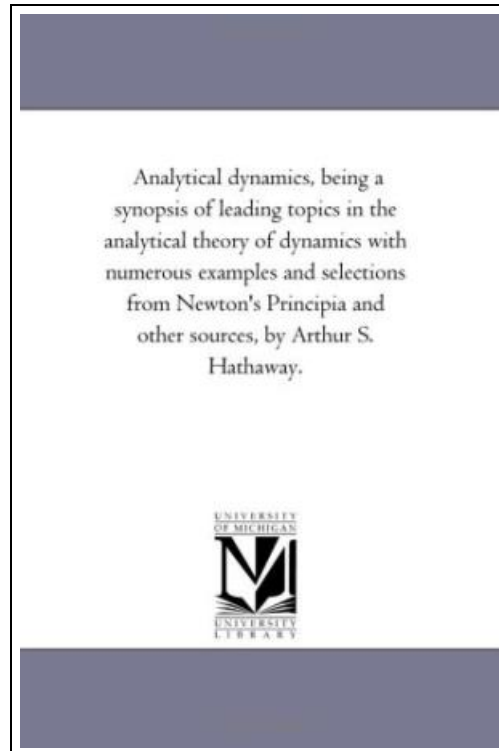 Analytical dynamics, being a
synopsis of leading topics in the
analytical theory of dynamics with
numerous examples and selections
from Newton's Principia and
other sources, by Arthur S.
Hathaway.
UNIVERSITY
OF MICHIGAN
UNIVERSITY
LIBRARY